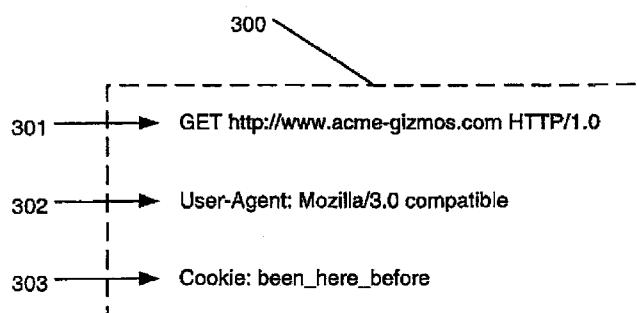 300
301 GET http://www.acme-gizmos.com HTTP/1.0
302 User-Agent: Mozilla/3.0 compatible
303 Cookie: been_here_before